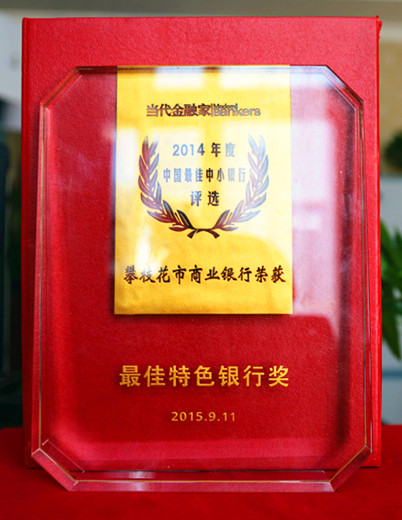 当代金融家Bankers
2014年度
中国最佳中小银行
评选
攀枝花市商业银行荣获
最佳特色银行奖
2015.9.11